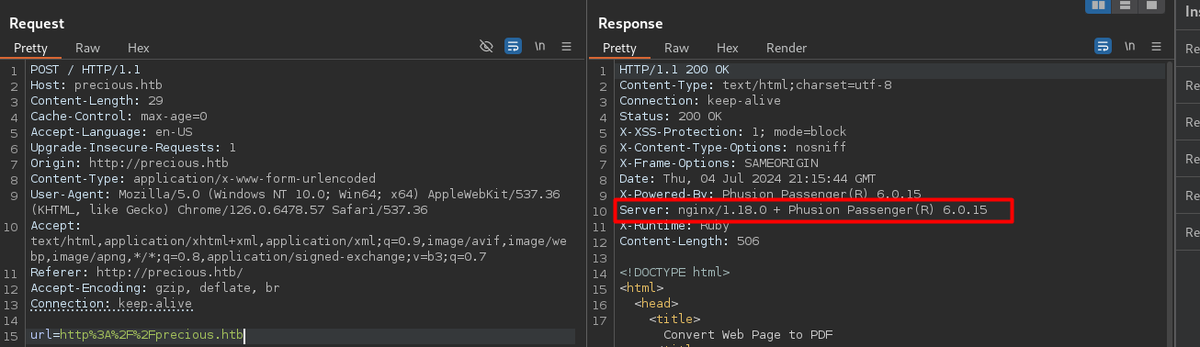 Request
Pretty Raw Hex
\n
1 POST / HTTP/1.1
2 Host: precious.htb
3 Content-Length: 29
4 Cache-Control: max-age=0
5 Accept-Language: en-US
6 Upgrade-Insecure-Requests: 1
7 Origin: http://precious.htb
8 Content-Type: application/x-www-form-urlencoded
9 User-Agent: Mozilla/5.0 (Windows NT 10.0; Win64; x64) AppleWebKit/537.36
(KHTML, like Gecko) Chrome/126.0.6478.57 Safari/537.36
10 Accept:
text/html,application/xhtml+xml,application/xml;q=0.9,image/avif,image/we
bp,image/apng,*/*;q=0.8,application/signed-exchange;v=b3;q=0.7
11 Referer: http://precious.htb/
12 Accept-Encoding: gzip, deflate, br
13 Connection: keep-alive
14
15 url=http%3A%2F%2Fprecious.htb
Response
Pretty Raw Hex Render
\n
1 HTTP/1.1 200 OK
2 Content-Type: text/html;charset=utf-8
3 Connection: keep-alive
4 Status: 200 OK
5 X-XSS-Protection: 1; mode=block
6 X-Content-Type-Options: nosniff
7 X-Frame-Options: SAMEORIGIN
8 Date: Thu, 04 Jul 2024 21:15:44 GMT
9 X-Powered-By: Phusion Passenger(R) 6.0.15
10 Server: nginx/1.18.0 + Phusion Passenger(R) 6.0.15
11 X-Runtime: Ruby
12 Content-Length: 506
13
14 <!DOCTYPE html>
15 <html>
16 <head>
17 <title>
Convert Web Page to PDF
Ins
Re
Re
Re
Re
Re
Re